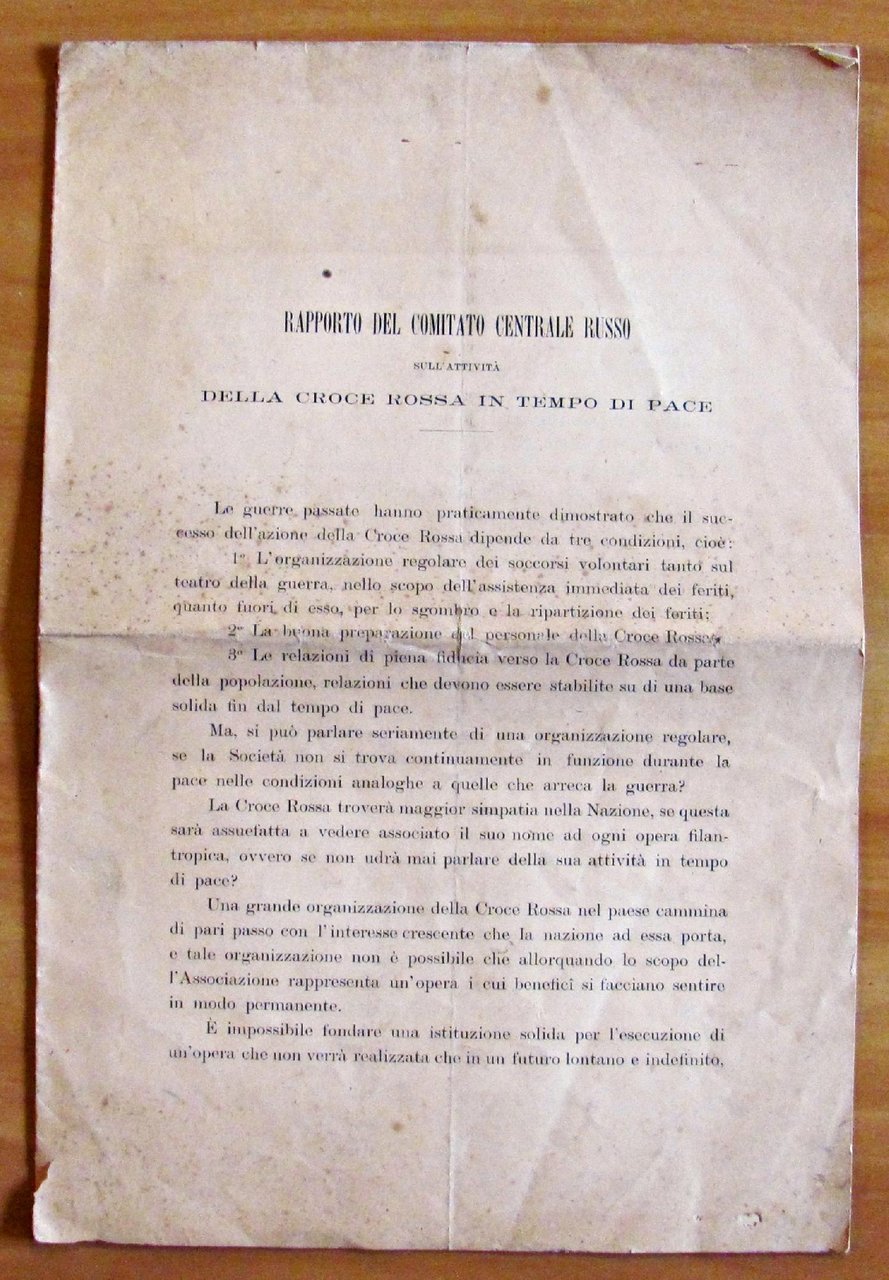 RAPPORTO DEL COMITATO CENTRALE RUSSO
SULL'ATTIVITÀ
DELLA CROCE ROSSA IN TEMPO DI PACE
Le guerre passate hanno praticamente dimostrato che il suc-
cesso dell'azione della Croce Rossa dipende da tre condizioni, cioè:
1º L'organizzazione regolare dei soccorsi volontari tanto sul
teatro della guerra, nello scopo dell'assistenza immediata dei feriti,
quanto fuori di esso, per lo sgombro e la ripartizione dei feriti;
2º La buona preparazione del personale della Croce Rossa;
3º Le relazioni di piena fiducia verso la Croce Rossa da parte
della popolazione, relazioni che devono essere stabilite su di una base
solida fin dal tempo di pace.
Ma, si può parlare seriamente di una organizzazione regolare,
se la Società non si trova continuamente in funzione durante la
pace nelle condizioni analoghe a quelle che arreca la guerra?
La Croce Rossa troverà maggior simpatia nella Nazione, se questa
sarà assuefatta a vedere associato il suo nome ad ogni opera filan-
tropica, ovvero se non udrà mai parlare della sua attività in tempo
di pace?
Una grande organizzazione della Croce Rossa nel paese cammina
di pari passo con l'interesse crescente che la nazione ad essa porta,
e tale organizzazione non è possibile che allorquando lo scopo del-
l'Associazione rappresenta un'opera i cui beneficî si facciano sentire
in modo permanente.
È impossibile fondare una istituzione solida per l'esecuzione di
un'opera che non verrà realizzata che in un futuro lontano e indefinito,